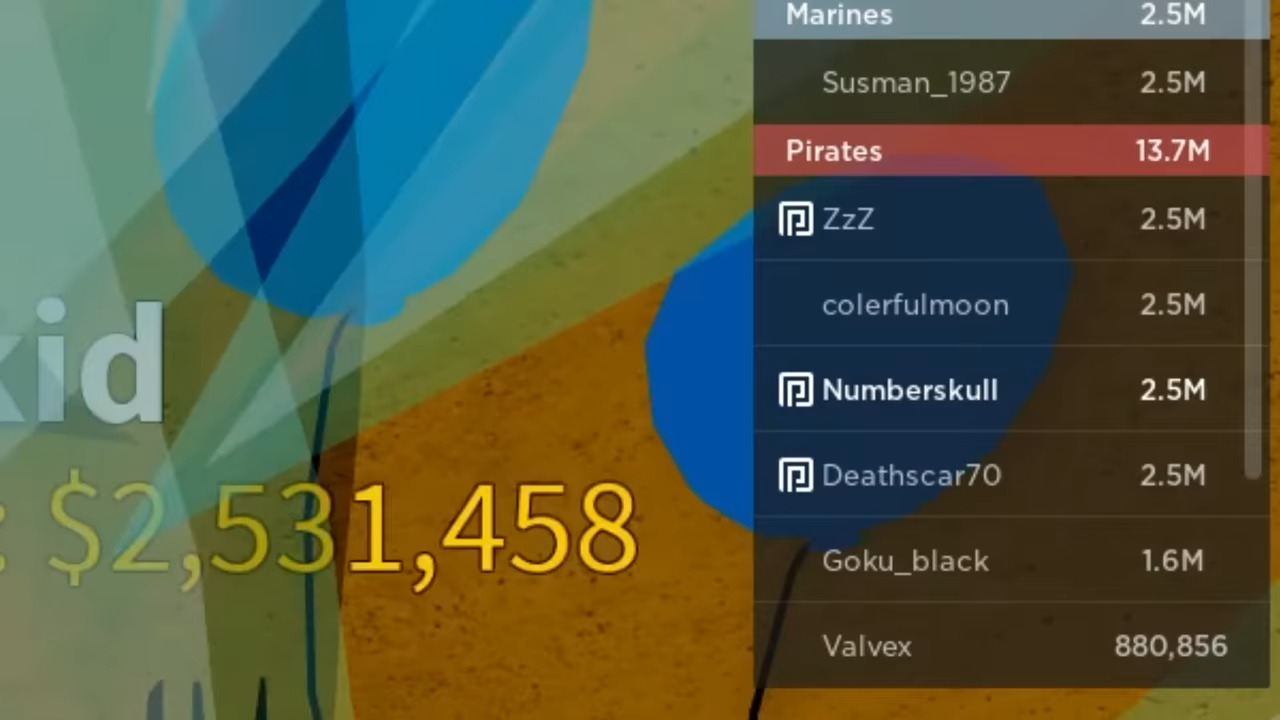 Marines 2.5M
Susman_1987 2.5M
Pirates 13.7M
ZzZ 2.5M
colerfulmoon 2.5M
Numberskull 2.5M
Deathscar70 2.5M
Goku_black 1.6M
Valvex 880,856
kid
: $2,531,458